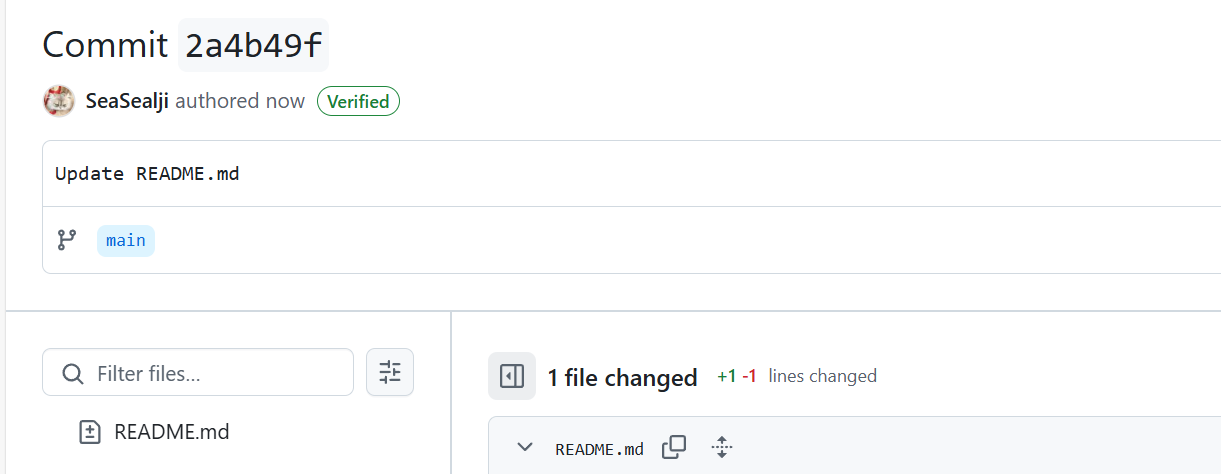 Commit 2a4b49f
SeaSealji authored now Verified
Update README.md
main
Filter files...
README.md
1 file changed +1 -1 lines changed
README.md